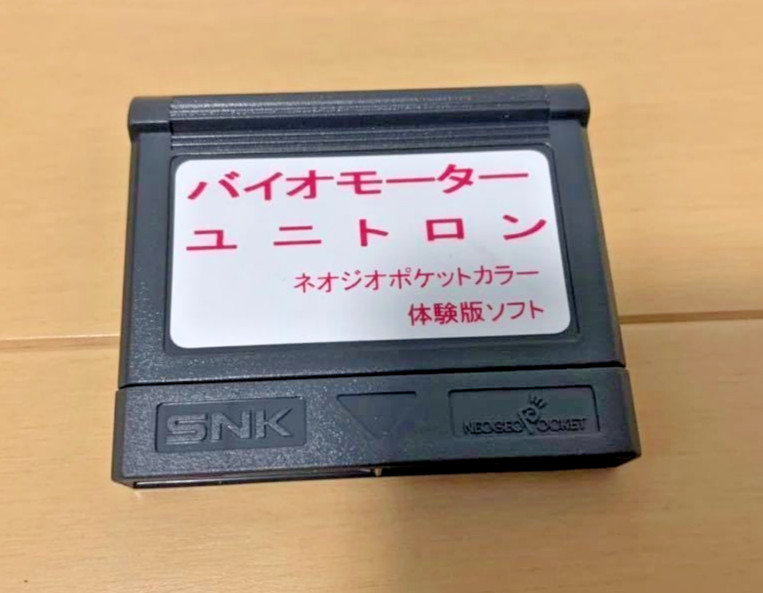 バイオモーター
ユニトロン
ネオジオポケットカラー
体験版ソフト
SNK
NEOGEO POCKET